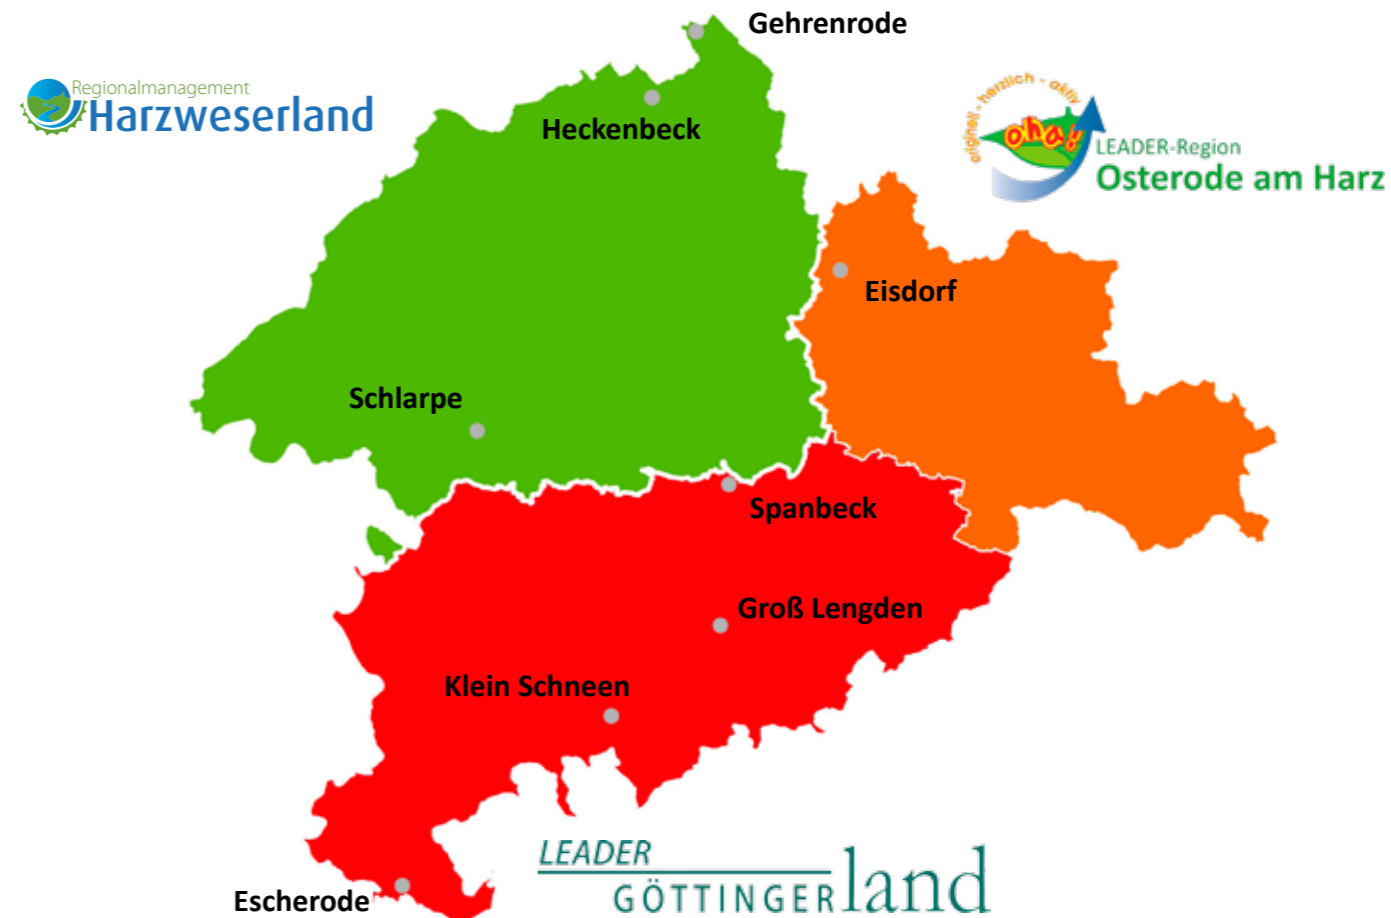 Gehrenrode
Regionalmanagement
Harzweserland
Heckenbeck
originell - herzlich - aktiv
oha!
LEADER-Region
Osterode am Harz
Eisdorf
Schlarpe
Spanbeck
Groß Lengden
Klein Schneen
LEADER
GÖTTINGERland
Escherode